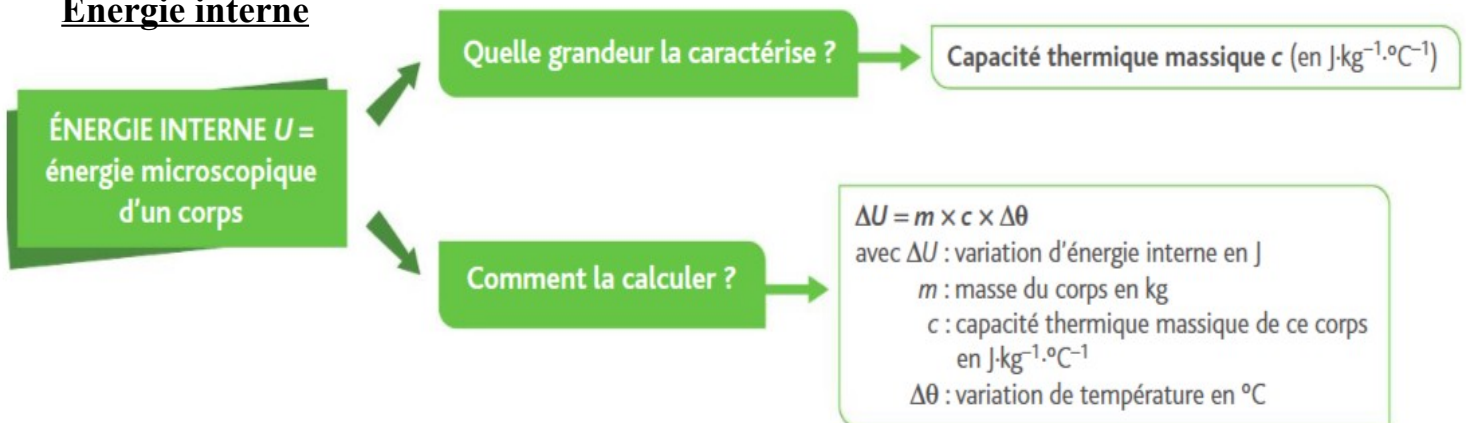 Energie interne
Quelle grandeur la caractérise ?
Capacité thermique massique c (en J·kg⁻¹·°C⁻¹)
ÉNERGIE INTERNE U =
énergie microscopique
d'un corps
Comment la calculer ?
ΔU = m × c × Δθ
avec ΔU : variation d'énergie interne en J
m : masse du corps en kg
c : capacité thermique massique de ce corps
en J·kg⁻¹·°C⁻¹
Δθ : variation de température en °C